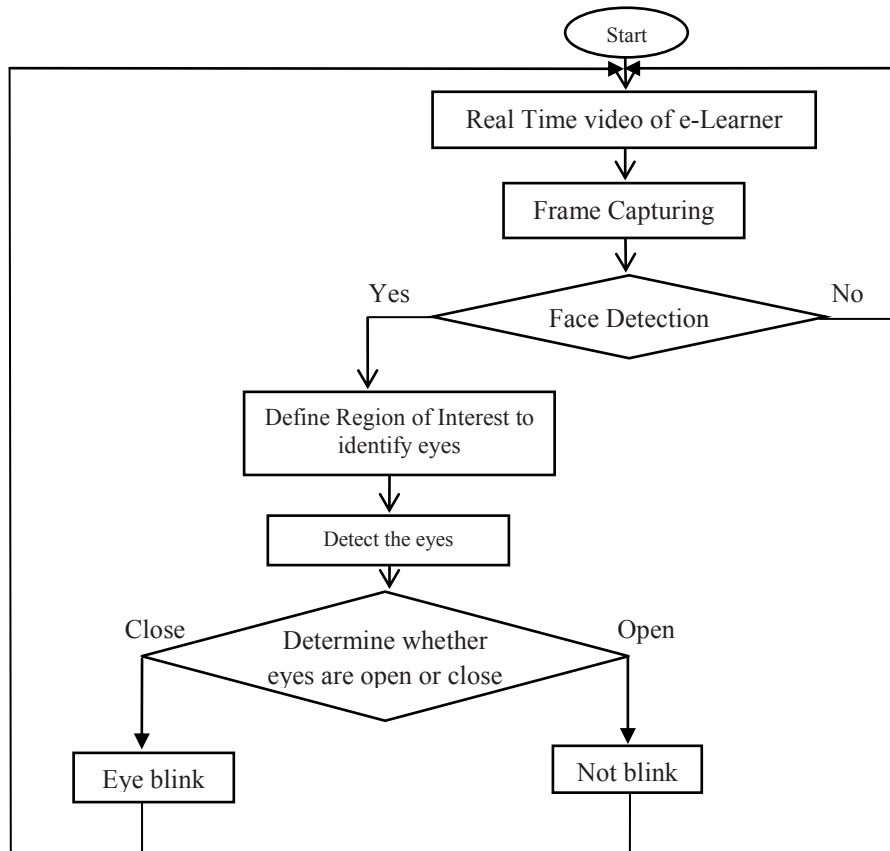 Start
Real Time video of e-Learner
Frame Capturing
Yes
No
Face Detection
Define Region of Interest to
identify eyes
Detect the eyes
Close
Open
Determine whether
eyes are open or close
Eye blink
Not blink